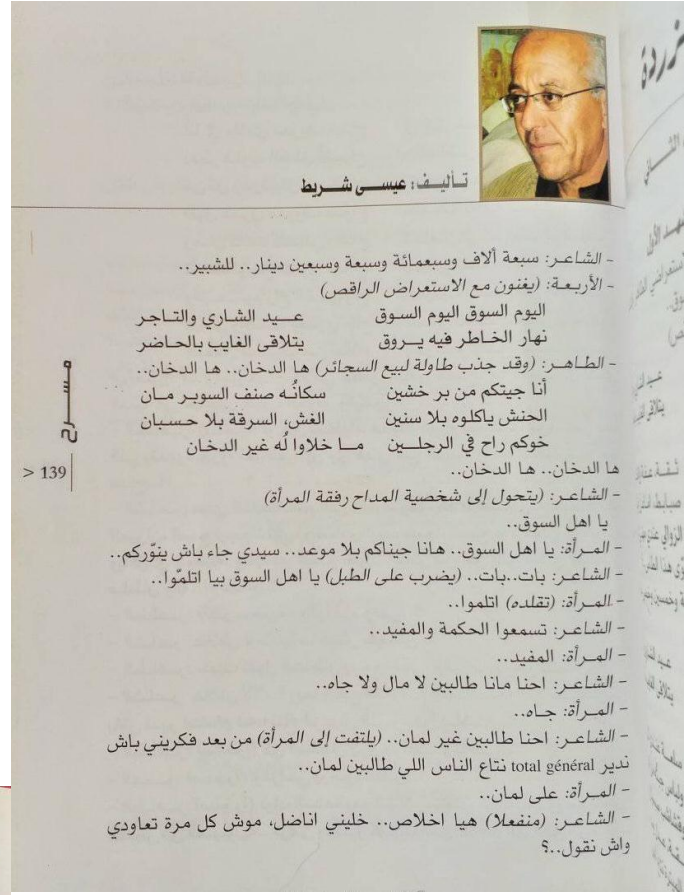 تأليف: عيسى شريط
- الشاعر: سبعة ألاف وسبعمائة وسبعة وسبعين دينار.. للشبير..
- الأربعة: (يغنون مع الاستعراض الراقص)
اليوم السوق اليوم السوق عيد الشاري والتاجر
نهار الخاطر فيه يروق يتلاقى الغايب بالحاضر
- الطاهر: (وقد جذب طاولة لبيع السجائر) ها الدخان.. ها الدخان..
أنا جيتكم من بر خشين سكانُه صنف السوبر مان
الحنش ياكلوه بلا سنين الغش، السرقة بلا حسبان
خوكم راح في الرجلين ما خلاوا لُه غير الدخان
ها الدخان.. ها الدخان..
- الشاعر: (يتحول إلى شخصية المداح رفقة المرأة)
يا اهل السوق..
- المرأة: يا اهل السوق.. هانا جيناكم بلا موعد.. سيدي جاء باش ينوّركم..
- الشاعر: بات..بات.. (يضرب على الطبل) يا اهل السوق بيا اتلمّوا..
- المرأة: (تقلده) اتلموا..
- الشاعر: تسمعوا الحكمة والمفيد..
- المرأة: المفيد..
- الشاعر: احنا مانا طالبين لا مال ولا جاه..
- المرأة: جاه..
- الشاعر: احنا طالبين غير لمان.. (يلتفت إلى المرأة) من بعد فكريني باش
ندير total général نتاع الناس اللي طالبين لمان..
- المرأة: على لمان..
- الشاعر: (منفعلا) هيا اخلاص.. خليني اناضل، موش كل مرة تعاودي
واش نقول..؟
مسرح
139 >